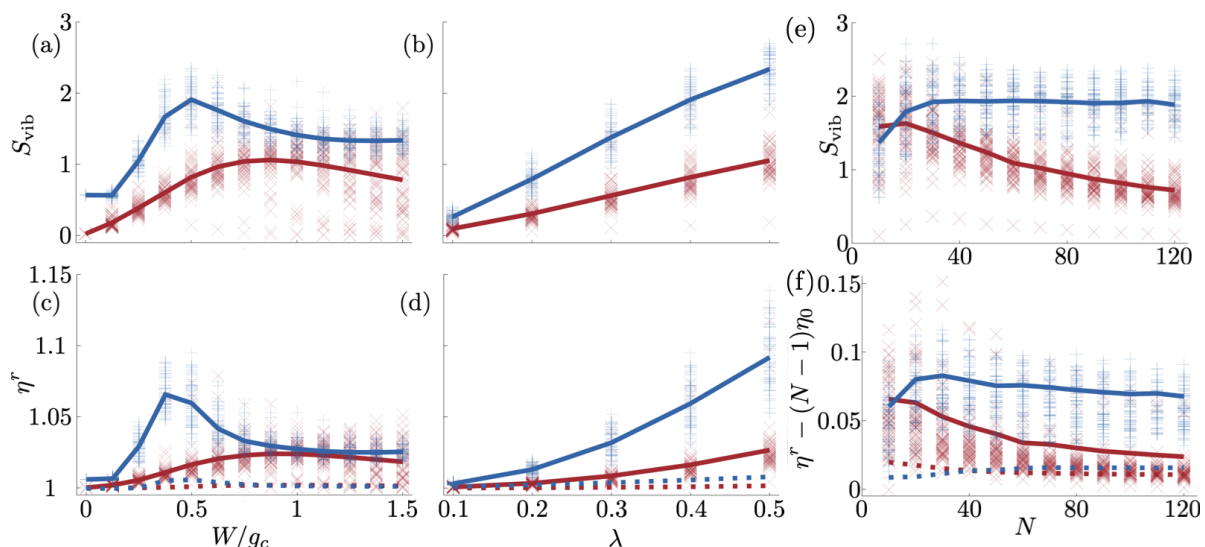 (a)
S_vib
3
2
1
0
(b)
(e)
S_vib
3
2
1
0
0
40
80
120
(c)
η^r
1.15
1.1
1.05
1
0
0.5
1
1.5
W/g_c
(d)
0.1
0.2
0.3
0.4
0.5
λ
(f)
η^r − (N − 1)η_0
0.15
0.1
0.05
0
0
40
80
120
N